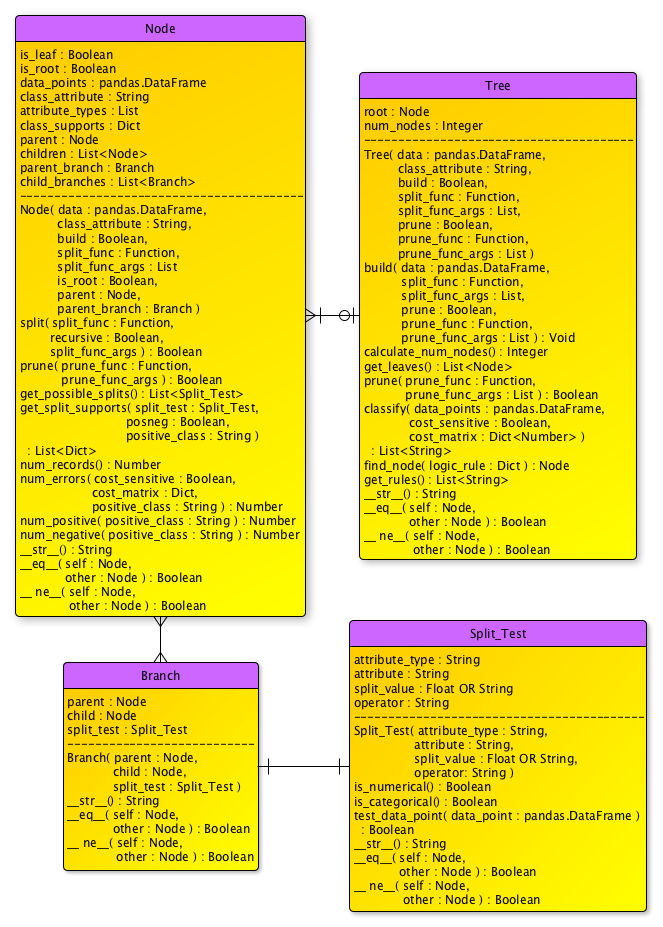 Node
is_leaf : Boolean
is_root : Boolean
data_points : pandas.DataFrame
class_attribute : String
attribute_types : List
class_supports : Dict
parent : Node
children : List<Node>
parent_branch : Branch
child_branches : List<Branch>
Node( data : pandas.DataFrame,
class_attribute : String,
build : Boolean,
split_func : Function,
split_func_args : List
is_root : Boolean,
parent : Node,
parent_branch : Branch )
split( split_func : Function,
recursive : Boolean,
split_func_args ) : Boolean
prune( prune_func : Function,
prune_func_args ) : Boolean
get_possible_splits() : List<Split_Test>
get_split_supports( split_test : Split_Test,
posneg : Boolean,
positive_class : String )
: List<Dict>
num_records() : Number
num_errors( cost_sensitive : Boolean,
cost_matrix : Dict,
positive_class : String ) : Number
num_positive( positive_class : String ) : Number
num_negative( positive_class : String ) : Number
__str__() : String
__eq__( self : Node,
other : Node ) : Boolean
__ ne__( self : Node,
other : Node ) : Boolean
Tree
root : Node
num_nodes : Integer
Tree( data : pandas.DataFrame,
class_attribute : String,
build : Boolean,
split_func : Function,
split_func_args : List,
prune : Boolean,
prune_func : Function,
prune_func_args : List )
build( data : pandas.DataFrame,
split_func : Function,
split_func_args : List,
prune : Boolean,
prune_func : Function,
prune_func_args : List ) : Void
calculate_num_nodes() : Integer
get_leaves() : List<Node>
prune( prune_func : Function,
prune_func_args : List ) : Boolean
classify( data_points : pandas.DataFrame,
cost_sensitive : Boolean,
cost_matrix : Dict<Number> )
: List<String>
find_node( logic_rule : Dict ) : Node
get_rules() : List<String>
__str__() : String
__eq__( self : Node,
other : Node ) : Boolean
__ ne__( self : Node,
other : Node ) : Boolean
Branch
parent : Node
child : Node
split_test : Split_Test
Branch( parent : Node,
child : Node,
split_test : Split_Test )
__str__() : String
__eq__( self : Node,
other : Node ) : Boolean
__ ne__( self : Node,
other : Node ) : Boolean
Split_Test
attribute_type : String
attribute : String
split_value : Float OR String
operator : String
Split_Test( attribute_type : String,
attribute : String,
split_value : Float OR String,
operator: String )
is_numerical() : Boolean
is_categorical() : Boolean
test_data_point( data_point : pandas.DataFrame )
: Boolean
__str__() : String
__eq__( self : Node,
other : Node ) : Boolean
__ ne__( self : Node,
other : Node ) : Boolean